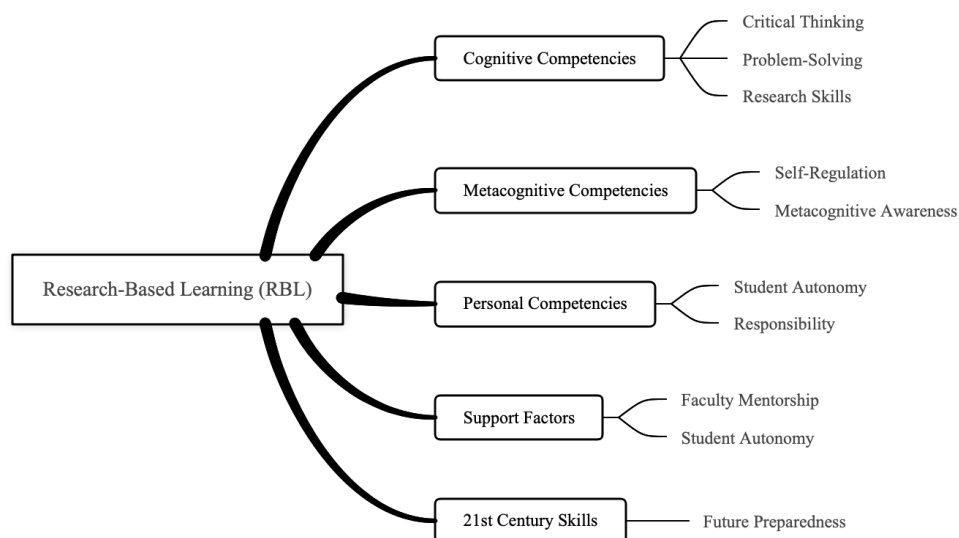 Research-Based Learning (RBL)
Cognitive Competencies
Critical Thinking
Problem-Solving
Research Skills
Metacognitive Competencies
Self-Regulation
Metacognitive Awareness
Personal Competencies
Student Autonomy
Responsibility
Support Factors
Faculty Mentorship
Student Autonomy
21st Century Skills
Future Preparedness